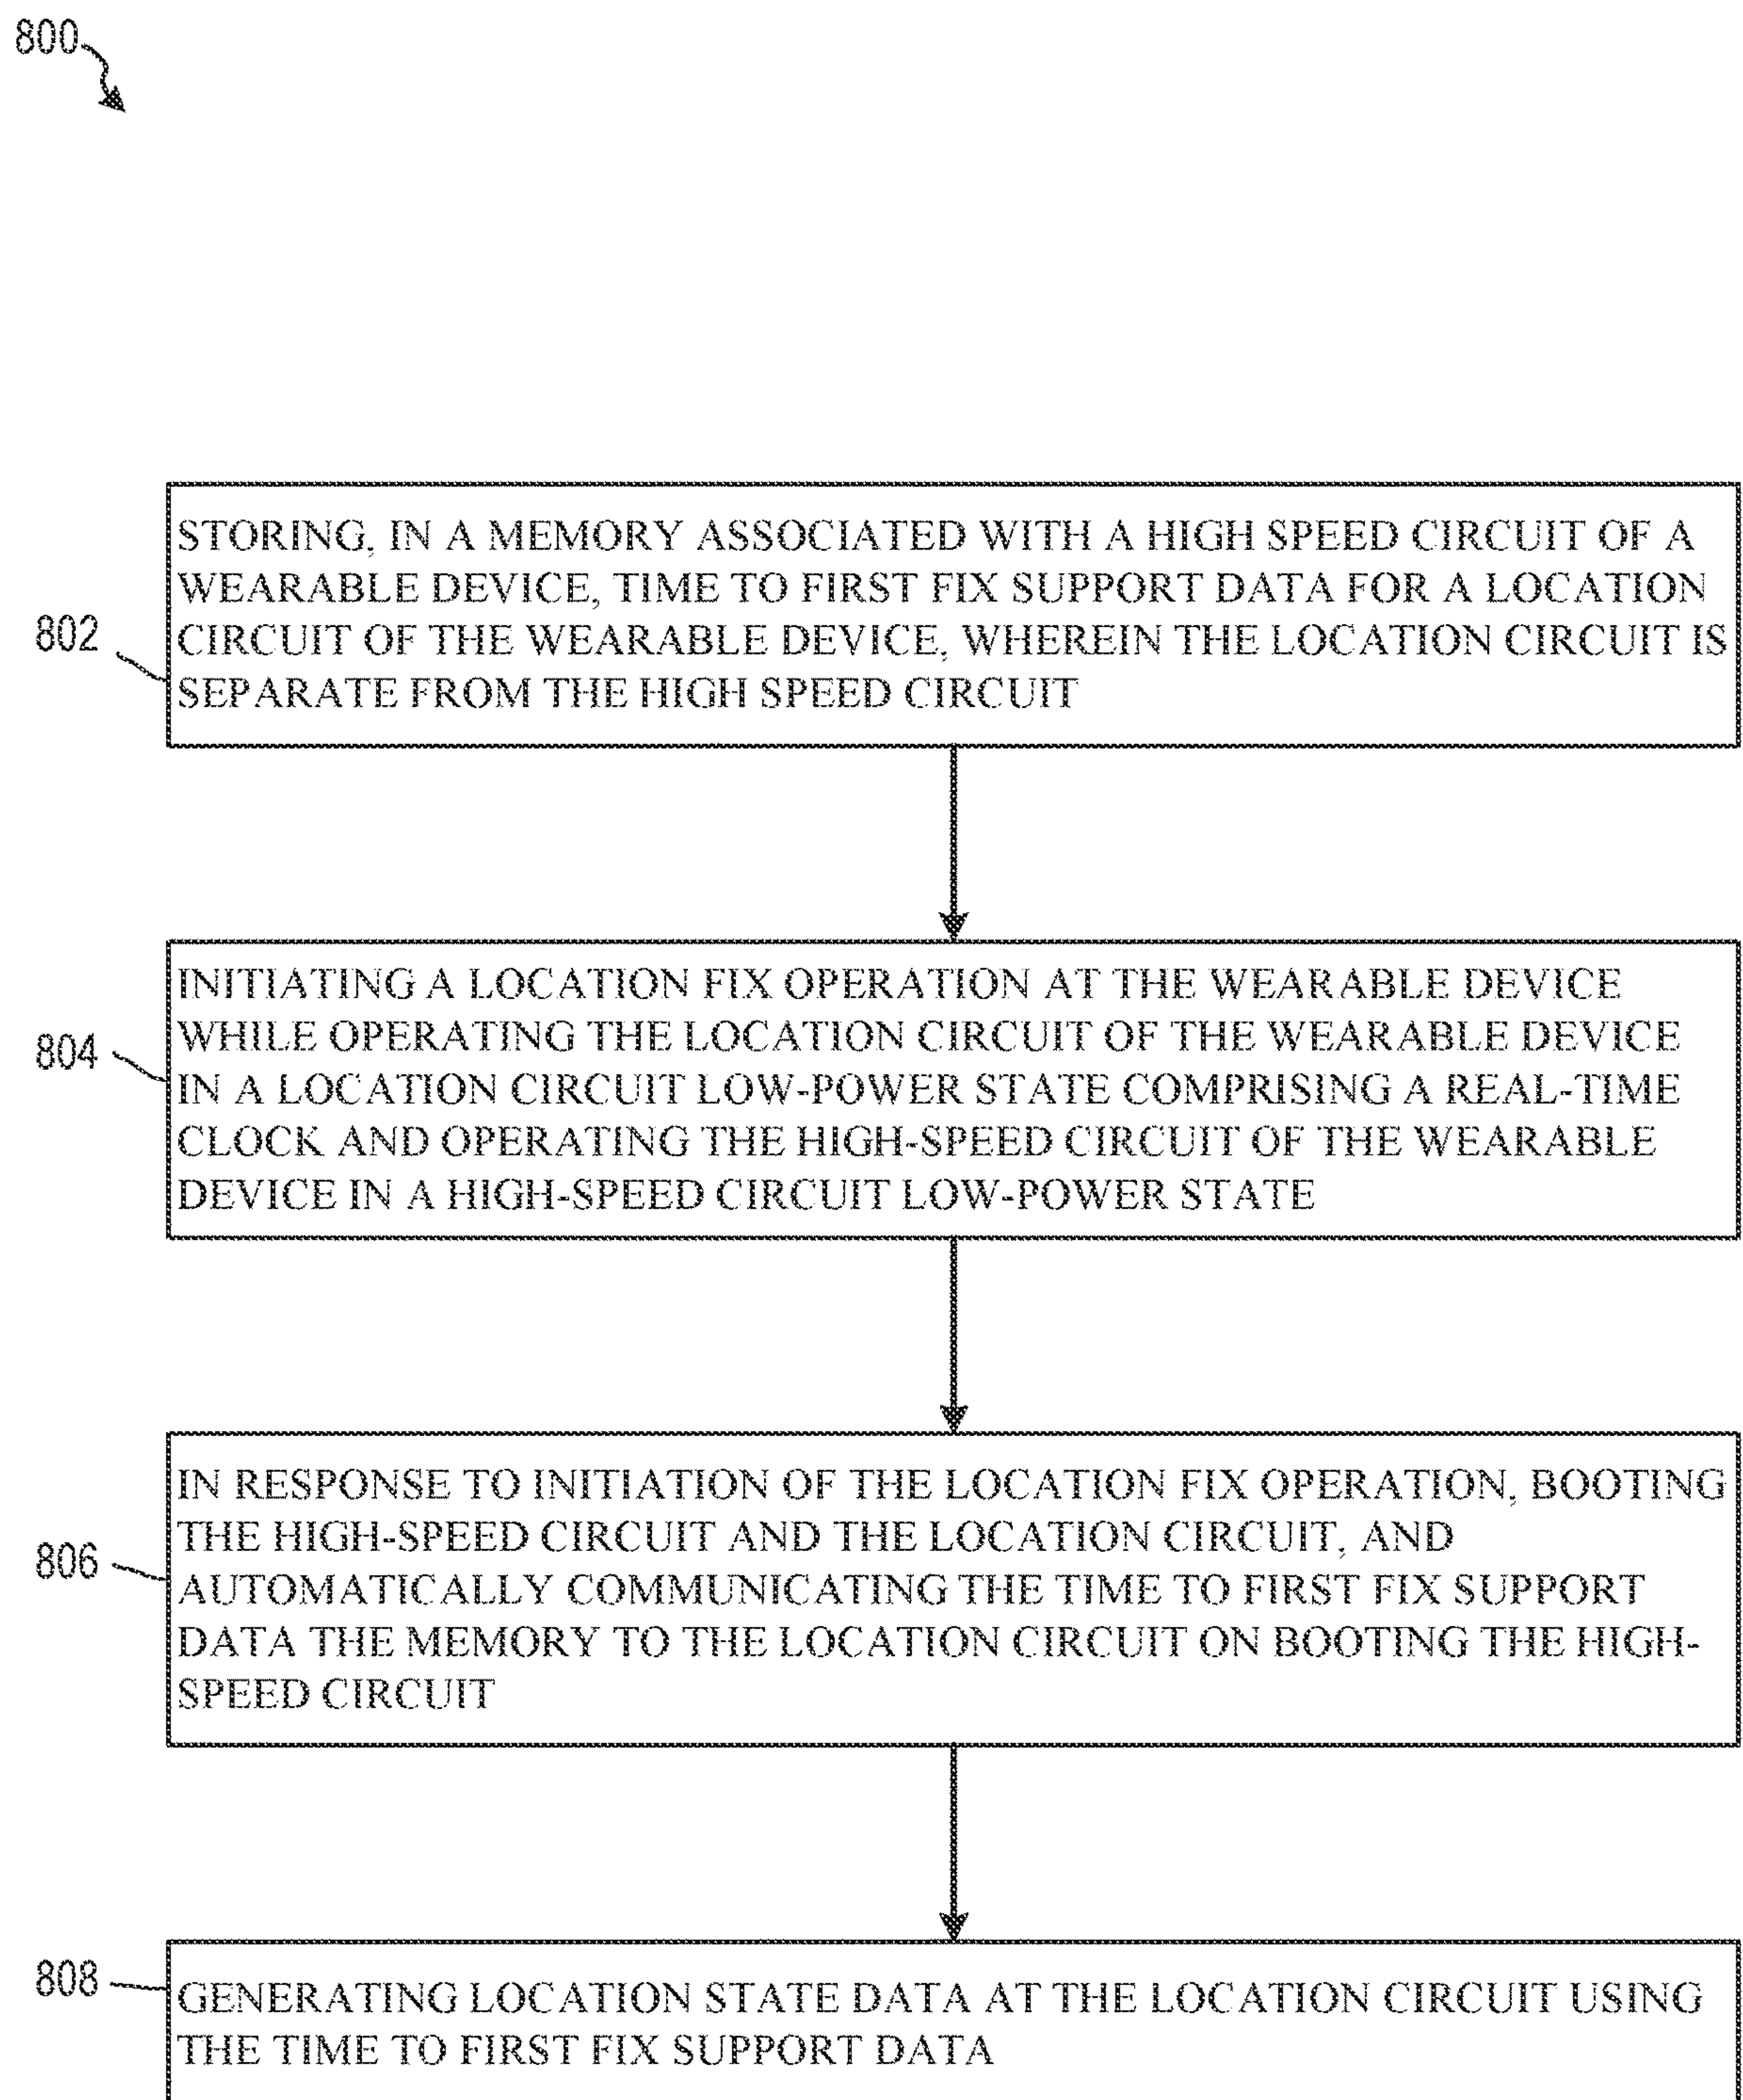 800
STORING, IN A MEMORY ASSOCIATED WITH A HIGH SPEED CIRCUIT OF A
WEARABLE DEVICE, TIME TO FIRST FIX SUPPORT DATA FOR A LOCATION
802
CIRCUIT OF THE WEARABLE DEVICE, WHEREIN THE LOCATION CIRCUIT IS
SEPARATE FROM THE HIGH SPEED CIRCUIT
INITIATING A LOCATION FIX OPERATION AT THE WEARABLE DEVICE
WHILE OPERATING THE LOCATION CIRCUIT OF THE WEARABLE DEVICE
804
IN A LOCATION CIRCUIT LOW-POWER STATE COMPRISING A REAL-TIME
CLOCK AND OPERATING THE HIGH-SPEED CIRCUIT OF THE WEARABLE
DEVICE IN A HIGH-SPEED CIRCUIT LOW-POWER STATE
IN RESPONSE TO INITIATION OF THE LOCATION FIX OPERATION, BOOTING
THE HIGH-SPEED CIRCUIT AND THE LOCATION CIRCUIT, AND
806
AUTOMATICALLY COMMUNICATING THE TIME TO FIRST FIX SUPPORT
DATA THE MEMORY TO THE LOCATION CIRCUIT ON BOOTING THE HIGH-
SPEED CIRCUIT
808
GENERATING LOCATION STATE DATA AT THE LOCATION CIRCUIT USING
THE TIME TO FIRST FIX SUPPORT DATA